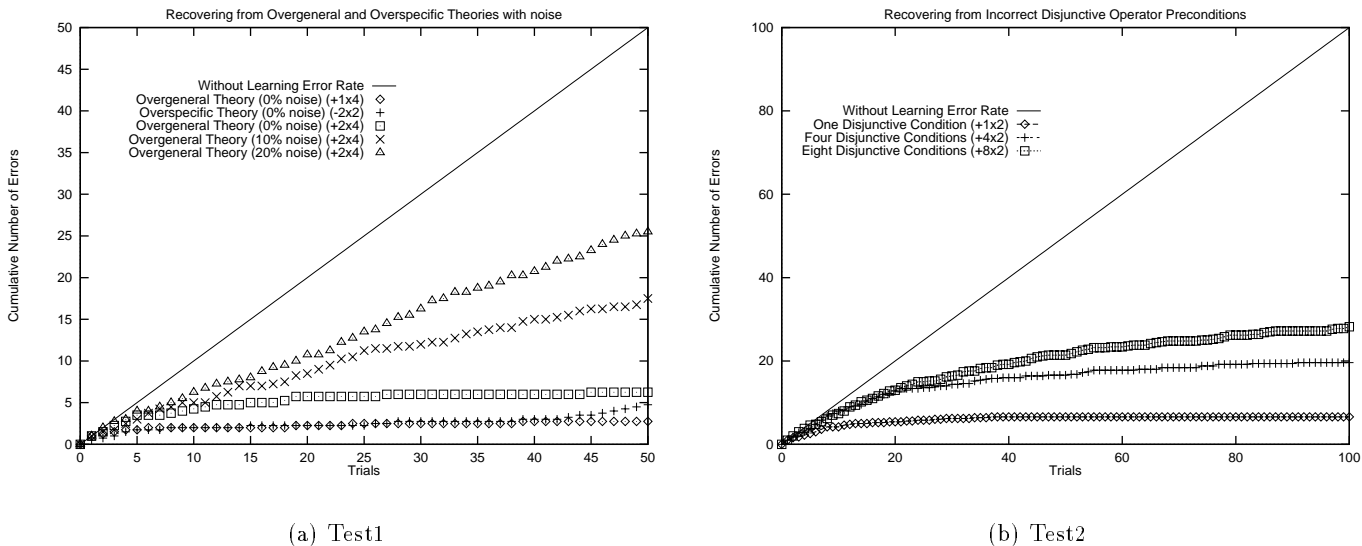 Recovering from Overgeneral and Overspecific Theories with noise
50
45
40
35
30
25
20
15
10
5
0
Cumulative Number of Errors
Without Learning Error Rate
Overgeneral Theory (0% noise) (+1x4)
Overspecific Theory (0% noise) (-2x2)
Overgeneral Theory (0% noise) (+2x4)
Overgeneral Theory (10% noise) (+2x4)
Overgeneral Theory (20% noise) (+2x4)
0 5 10 15 20 25 30 35 40 45 50
Trials
(a) Test1
Recovering from Incorrect Disjunctive Operator Preconditions
100
80
60
40
20
0
Cumulative Number of Errors
Without Learning Error Rate
One Disjunctive Condition (+1x2)
Four Disjunctive Conditions (+4x2)
Eight Disjunctive Conditions (+8x2)
0 20 40 60 80 100
Trials
(b) Test2